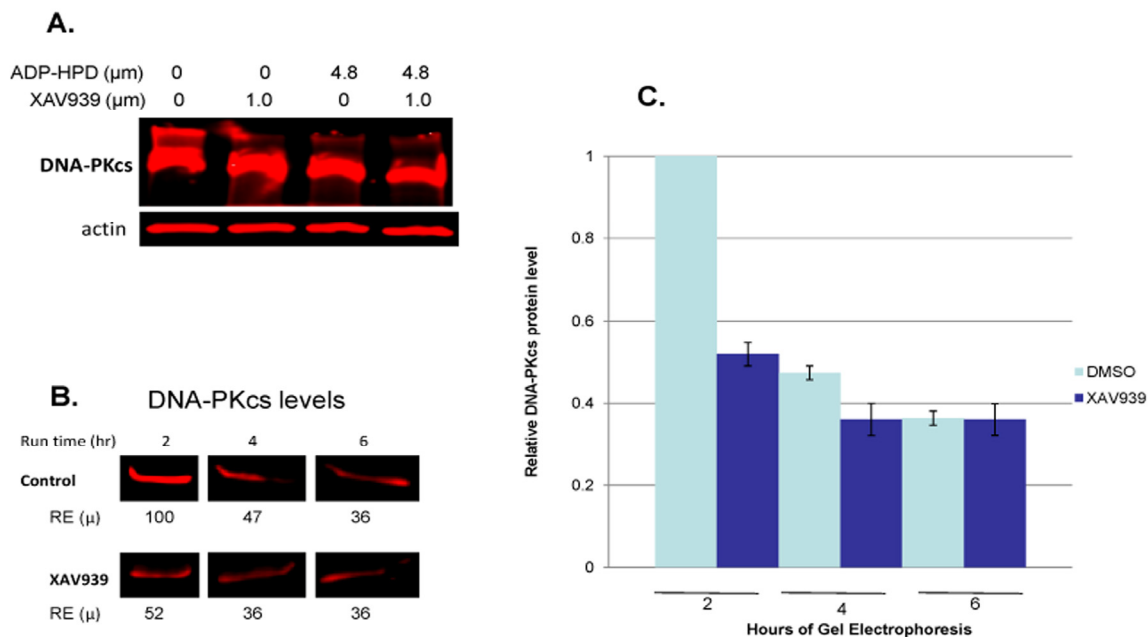 A.
ADP-HPD (μm) 0 0 4.8 4.8
XAV939 (μm) 0 1.0 0 1.0
DNA-PKcs
actin
B. DNA-PKcs levels
Run time (hr) 2 4 6
Control
RE (μ) 100 47 36
XAV939
RE (μ) 52 36 36
C.
Relative DNA-PKcs protein level
1
0.8
0.6
0.4
0.2
0
2 4 6
Hours of Gel Electrophoresis
DMSO
XAV939